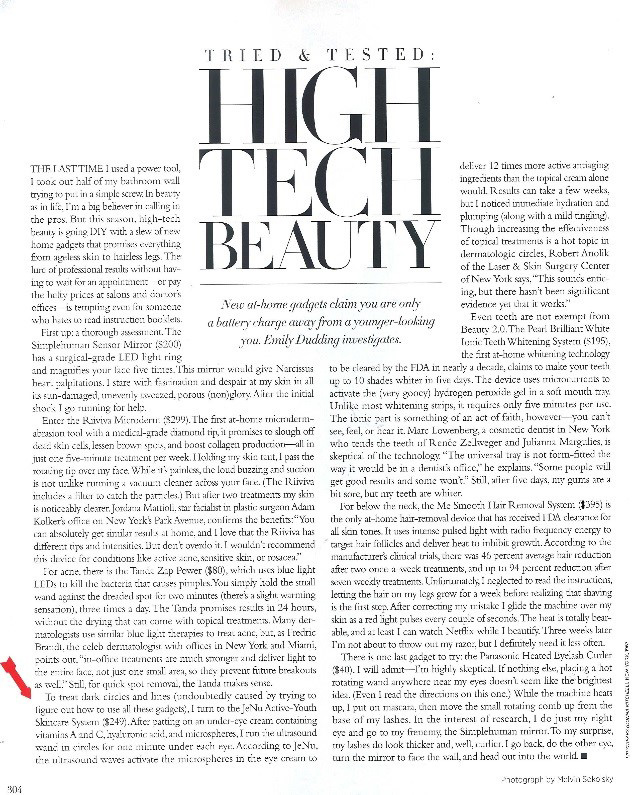 TRIED & TESTED:
HIGH
TECH
BEAUTY
New at-home gadgets claim you are only
a battery charge away from a younger-looking
you. Emily Dudding investigates.
THE LAST TIME I used a power tool,
I took out half of my bathroom wall
trying to put in a simple screw. In beauty
as in life, I'm a big believer in calling in
the pros. But this season, high-tech
beauty is going DIY with a slew of new
home gadgets that promises everything
from ageless skin to hairless legs. The
lure of professional results without hav-
ing to wait for an appointment—or pay
the hefty prices at salons and doctor's
offices—is tempting even for someone
who hates to read instruction booklets.
First up: a thorough assessment. The
Simplehuman Sensor Mirror ($200)
has a surgical-grade LED light ring
and magnifies your face five times. This mirror would give Narcissus
heart palpitations. I stare with fascination and despair at my skin in all
its sun-damaged, unevenly tweezed, porous (non)glory. After the initial
shock I go running for help.
Enter the Riiviva Microderm ($299). The first at-home microderm-
abrasion tool with a medical-grade diamond tip, it promises to slough off
dead skin cells, lessen brown spots, and boost collagen production—all in
just one five-minute treatment per week. Holding my skin taut, I pass the
rotating tip over my face. While it's painless, the loud buzzing and suction
is not unlike running a vacuum cleaner across your face. (The Riiviva
includes a filter to catch the particles.) But after two treatments my skin
is noticeably clearer. Jordana Mattioli, star facialist in plastic surgeon Adam
Kolker's office on New York's Park Avenue, confirms the benefits: "You
can absolutely get similar results at home, and I love that the Riiviva has
different tips and intensities. But don't overdo it. I wouldn't recommend
this device for conditions like active acne, sensitive skin, or rosacea."
For acne, there is the Tanda Zap Power ($80), which uses blue light
LEDs to kill the bacteria that causes pimples. You simply hold the small
wand against the dreaded spot for two minutes (there's a slight warming
sensation), three times a day. The Tanda promises results in 24 hours,
without the drying that can come with topical treatments. Many der-
matologists use similar blue light therapies to treat acne, but, as Fredric
Brandt, the celeb dermatologist with offices in New York and Miami,
points out, "in-office treatments are much stronger and deliver light to
the entire face, not just one small area, so they prevent future breakouts
as well." Still, for quick spot removal, the Tanda makes sense.
To treat dark circles and lines (undoubtedly caused by trying to
figure out how to use all these gadgets), I turn to the JeNu Active-Youth
Skincare System ($249). After patting on an under-eye cream containing
vitamins A and C, hyaluronic acid, and microspheres, I run the ultrasound
wand in circles for one minute under each eye. According to JeNu,
the ultrasound waves activate the microspheres in the eye cream to
deliver 12 times more active antiaging
ingredients than the topical cream alone
would. Results can take a few weeks,
but I noticed immediate hydration and
plumping (along with a mild tingling).
Though increasing the effectiveness
of topical treatments is a hot topic in
dermatologic circles, Robert Anolik
of the Laser & Skin Surgery Center
of New York says, "This sounds entic-
ing, but there hasn't been significant
evidence yet that it works."
Even teeth are not exempt from
Beauty 2.0. The Pearl Brilliant White
Ionic Teeth Whitening System ($195),
the first at-home whitening technology
to be cleared by the FDA in nearly a decade, claims to make your teeth
up to 10 shades whiter in five days. The device uses microcurrents to
activate the (very gooey) hydrogen peroxide gel in a soft mouth tray.
Unlike most whitening strips, it requires only five minutes per use.
The ionic part is something of an act of faith, however—you can't
see, feel, or hear it. Marc Lowenberg, a cosmetic dentist in New York
who tends the teeth of Renée Zellweger and Julianna Margulies, is
skeptical of the technology. "The universal tray is not form-fitted the
way it would be in a dentist's office," he explains. "Some people will
get good results and some won't." Still, after five days, my gums are a
bit sore, but my teeth are whiter.
For below the neck, the Me Smooth Hair Removal System ($395) is
the only at-home hair-removal device that has received FDA clearance for
all skin tones. It uses intense pulsed light with radio frequency energy to
target hair follicles and deliver heat to inhibit growth. According to the
manufacturer's clinical trials, there was 46 percent average hair reduction
after two once-a-week treatments, and up to 94 percent reduction after
seven weekly treatments. Unfortunately, I neglected to read the instructions,
letting the hair on my legs grow for a week before realizing that shaving
is the first step. After correcting my mistake I glide the machine over my
skin as a red light pulses every couple of seconds. The heat is totally bear-
able, and at least I can watch Netflix while I beautify. Three weeks later
I'm not about to throw out my razor, but I definitely need it less often.
There is one last gadget to try: the Panasonic Heated Eyelash Curler
($40). I will admit—I'm highly skeptical. If nothing else, placing a hot
rotating wand anywhere near my eyes doesn't seem like the brightest
idea. (Even I read the directions on this one.) While the machine heats
up, I put on mascara, then move the small rotating comb up from the
base of my lashes. In the interest of research, I do just my right
eye and go to my frenemy, the Simplehuman mirror. To my surprise,
my lashes do look thicker and, well, curlier. I go back, do the other eye,
turn the mirror to face the wall, and head out into the world. ■
Photograph by Melvin Sokolsky
304